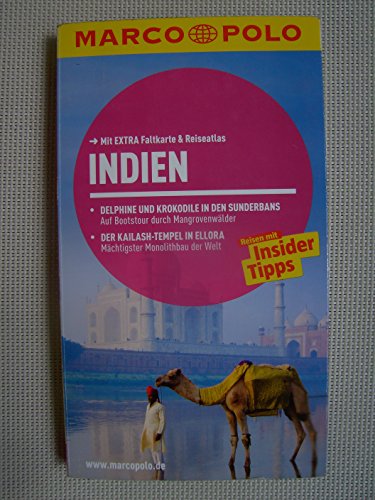 MARCO POLO
→ Mit EXTRA Faltkarte & Reiseatlas
INDIEN
• DELPHINE UND KROKODILE IN DEN SUNDERBANS
Auf Bootstour durch Mangrovenwälder
• DER KAILASH-TEMPEL IN ELLORA
Mächtigster Monolithbau der Welt
Reisen mit
Insider
Tipps
www.marcopolo.de